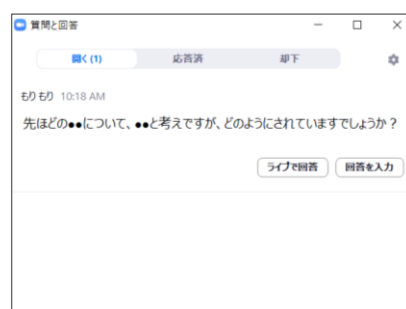 質問と回答
開く(1) 応答済 却下
もり もり 10:18 AM
先ほどの●●について、●●と考えですが、どのようにされていますでしょうか？
ライブで回答 回答を入力